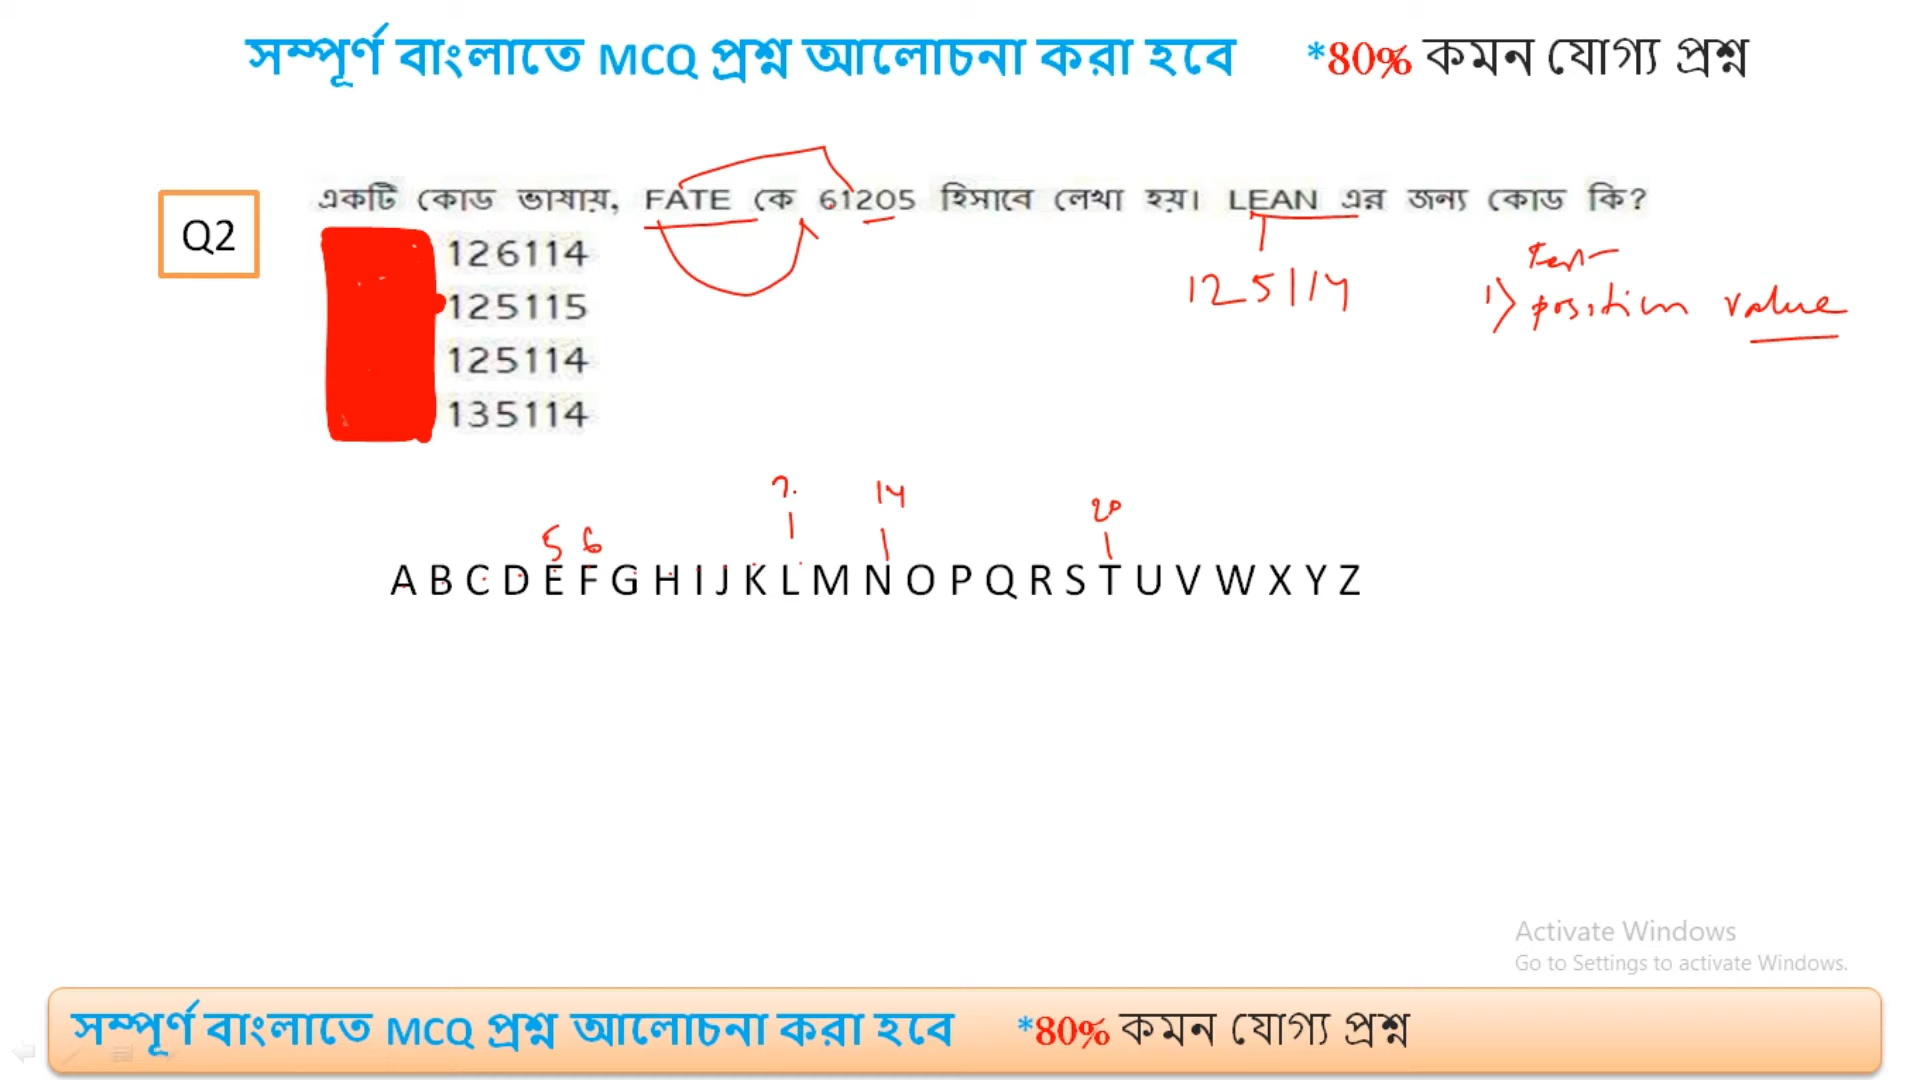 সম্পূর্ণ বাংলাতে MCQ প্রশ্ন আলোচনা করা হবে *80% কমন যোগ্য প্রশ্ন
Q2
একটি কোড ভাষায়, FATE কে 61205 হিসাবে লেখা হয়। LEAN এর জন্য কোড কি?
126114
125115
125114
135114
125114
1) position value
14
20
5 6
A B C D E F G H I J K L M N O P Q R S T U V W X Y Z
Activate Windows
Go to Settings to activate Windows.
সম্পূর্ণ বাংলাতে MCQ প্রশ্ন আলোচনা করা হবে *80% কমন যোগ্য প্রশ্ন